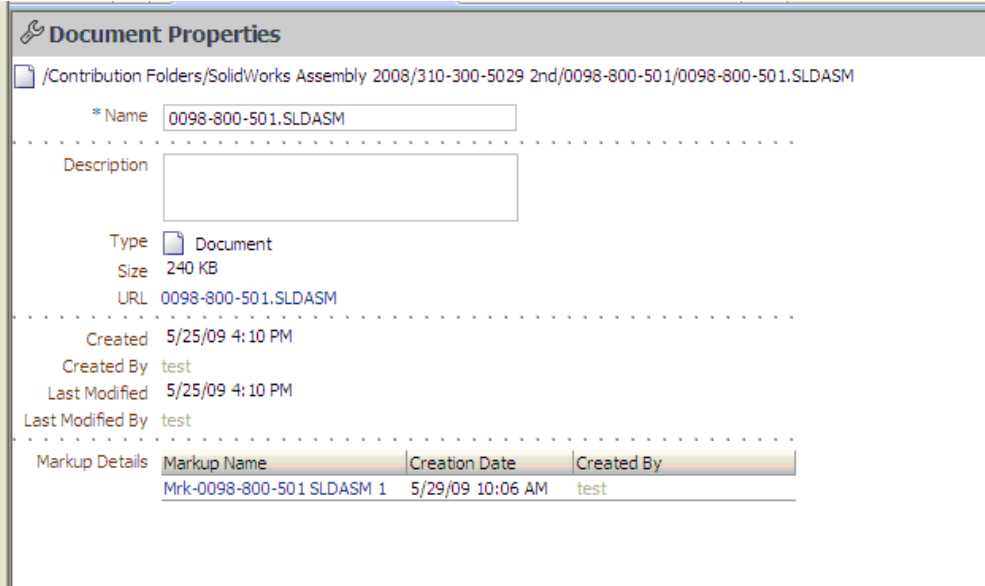 Document Properties
/Contribution Folders/SolidWorks Assembly 2008/310-300-5029 2nd/0098-800-501/0098-800-501.SLDASM
* Name 0098-800-501.SLDASM
Description
Type Document
Size 240 KB
URL 0098-800-501.SLDASM
Created 5/25/09 4:10 PM
Created By test
Last Modified 5/25/09 4:10 PM
Last Modified By test
Markup Details Markup Name Creation Date Created By
Mrk-0098-800-501 SLDASM 1 5/29/09 10:06 AM test